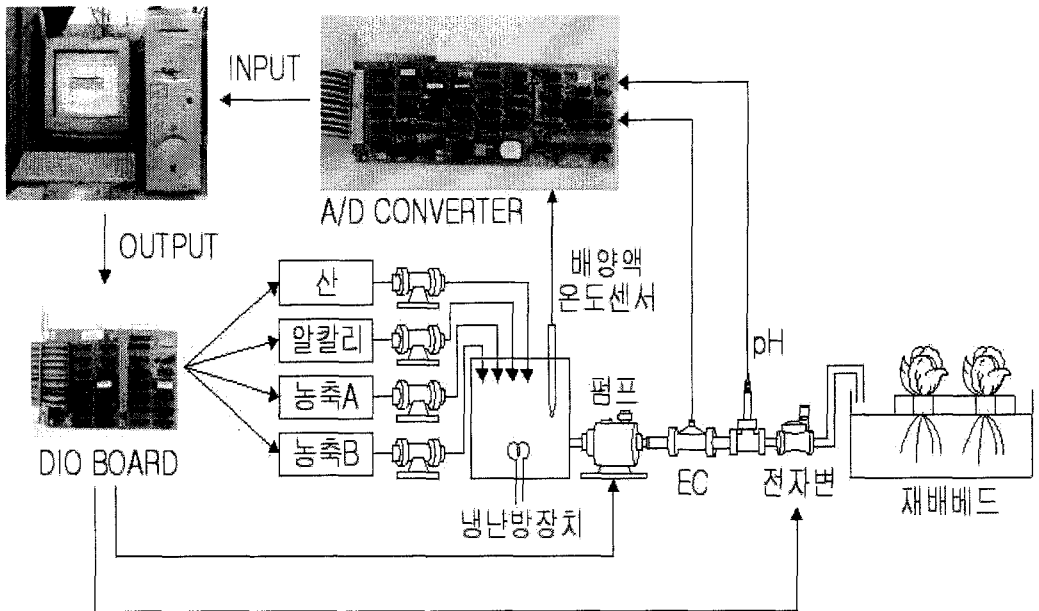 INPUT
A/D CONVERTER
OUTPUT
배양액
온도센서
산
알칼리
농축A
농축B
DIO BOARD
펌프
pH
EC
전자변
냉난방장치
재배베드